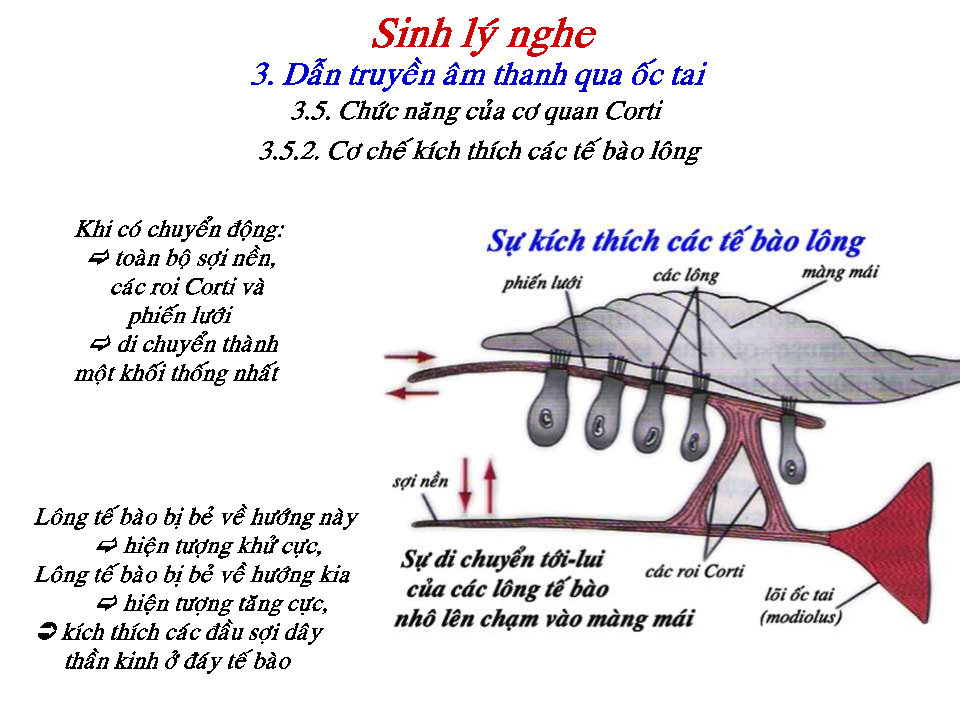 Sinh lý nghe
3. Dẫn truyền âm thanh qua ốc tai
3.5. Chức năng của cơ quan Corti
3.5.2. Cơ chế kích thích các tế bào lông
Khi có chuyển động:
➪ toàn bộ sợi nền,
các roi Corti và
phiến lưới
➪ di chuyển thành
một khối thống nhất
Lông tế bào bị bẻ về hướng này
➪ hiện tượng khử cực,
Lông tế bào bị bẻ về hướng kia
➪ hiện tượng tăng cực,
➲ kích thích các đầu sợi dây
thần kinh ở đáy tế bào
Sự kích thích các tế bào lông
phiến lưới
các lông
màng mái
sợi nền
Sự di chuyển tới-lui
của các lông tế bào
nhô lên chạm vào màng mái
các roi Corti
lõi ốc tai
(modiolus)